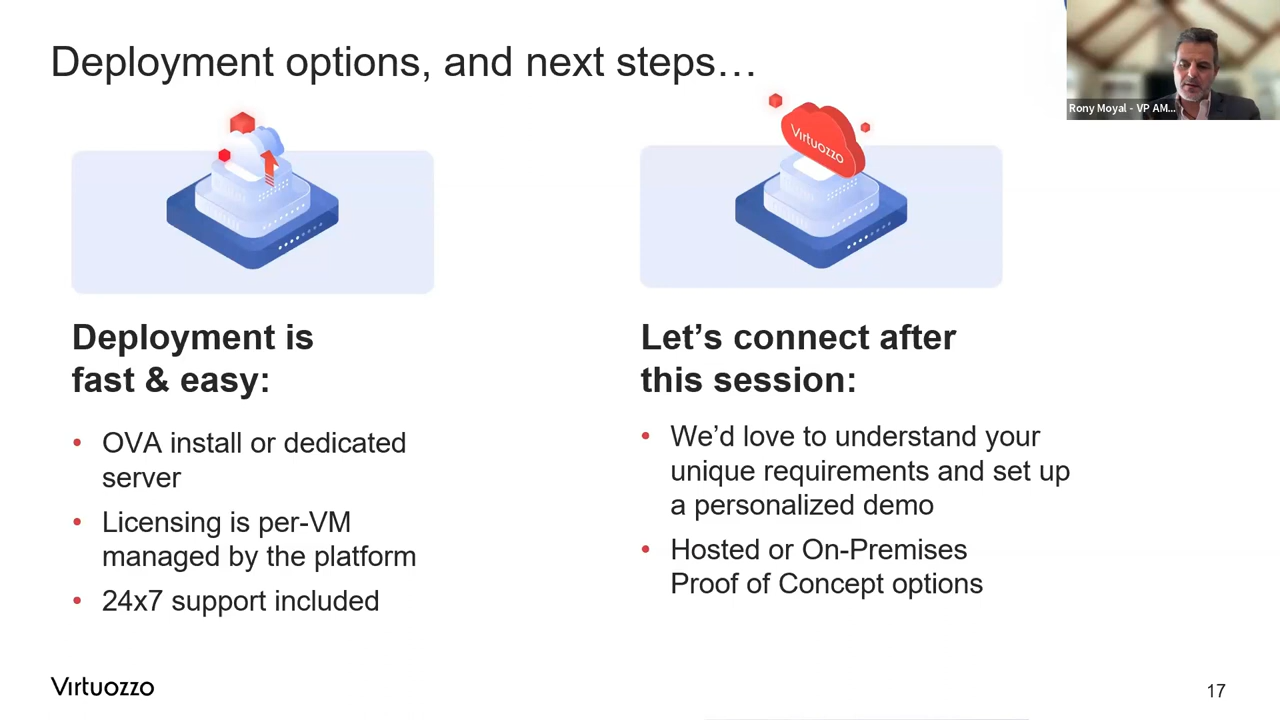 Deployment options, and next steps…
Rony Moyal - VP AM...
Virtuozzo
Deployment is
fast & easy:
• OVA install or dedicated
server
• Licensing is per-VM
managed by the platform
• 24x7 support included
Let’s connect after
this session:
• We’d love to understand your
unique requirements and set up
a personalized demo
• Hosted or On-Premises
Proof of Concept options
Virtuozzo
17